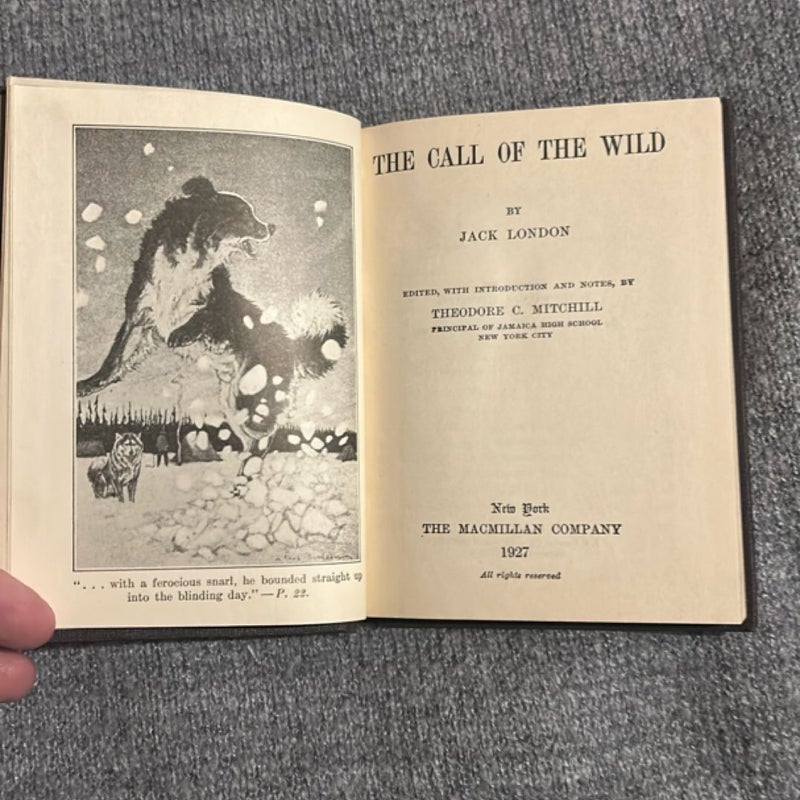 "... with a ferocious snarl, he bounded straight up
into the blinding day."—P. 22.
THE CALL OF THE WILD
BY
JACK LONDON
EDITED, WITH INTRODUCTION AND NOTES, BY
THEODORE C. MITCHILL
PRINCIPAL OF JAMAICA HIGH SCHOOL
NEW YORK CITY
New York
THE MACMILLAN COMPANY
1927
All rights reserved